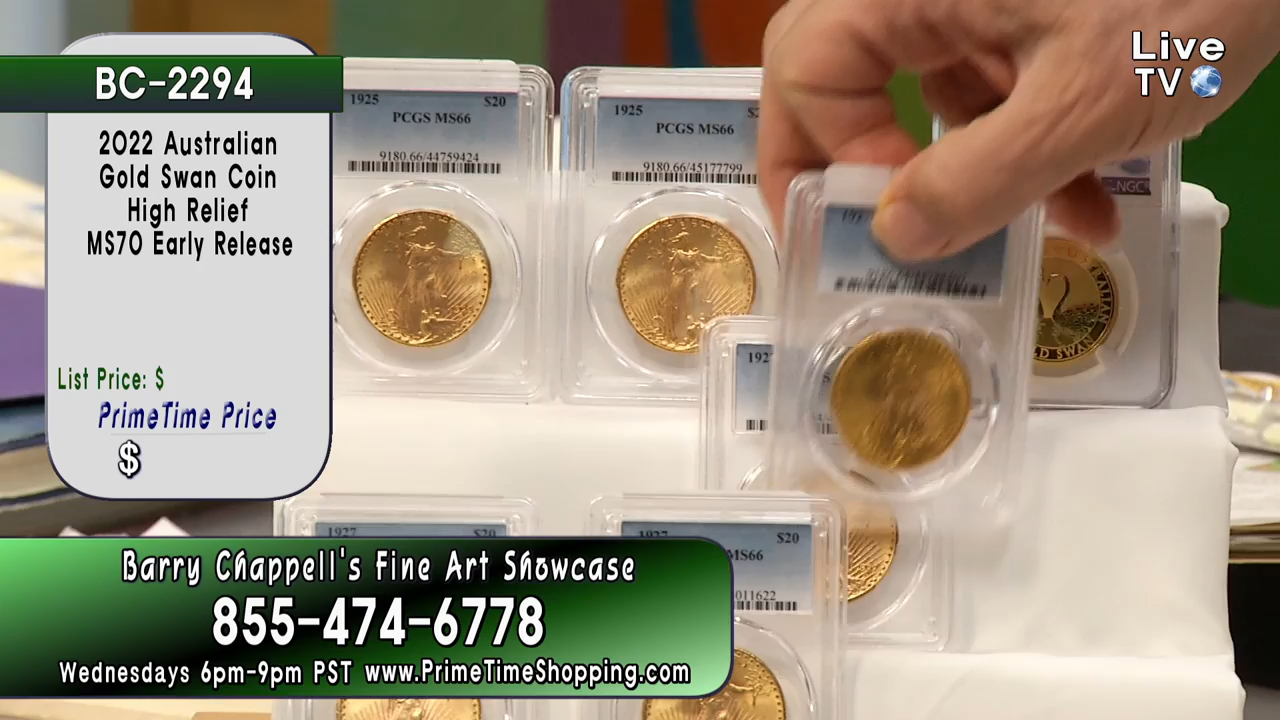 Live
TV
BC-2294
2022 Australian
Gold Swan Coin
High Relief
MS70 Early Release
List Price: $
PrimeTime Price
$
1925 $20
PCGS MS66
9180.66/44759424
1925
PCGS MS66
9180.66/45177799
NGC
1927 $20
1927 $20
MS66
011622
Barry Chappell's Fine Art Showcase
855-474-6778
Wednesdays 6pm-9pm PST www.PrimeTimeShopping.com